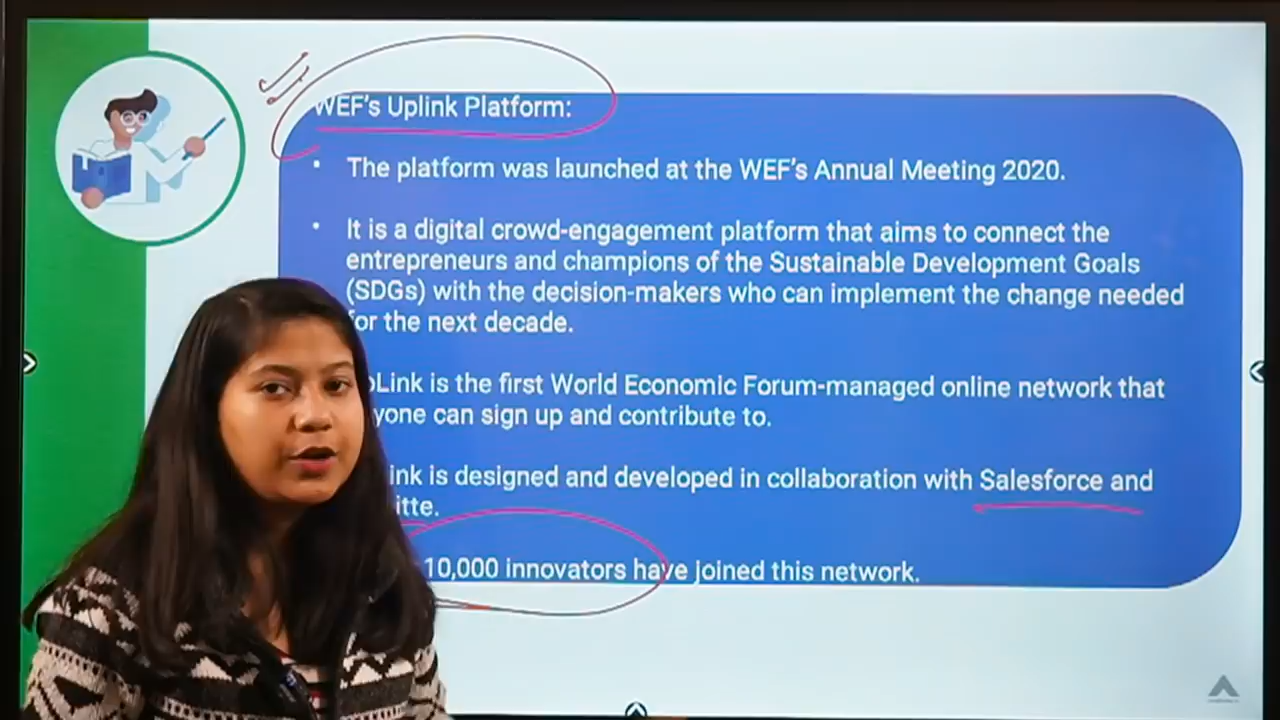 WEF's Uplink Platform:
• The platform was launched at the WEF's Annual Meeting 2020.
• It is a digital crowd-engagement platform that aims to connect the
entrepreneurs and champions of the Sustainable Development Goals
(SDGs) with the decision-makers who can implement the change needed
for the next decade.
pLink is the first World Economic Forum-managed online network that
yone can sign up and contribute to.
ink is designed and developed in collaboration with Salesforce and
itte.
10,000 innovators have joined this network.